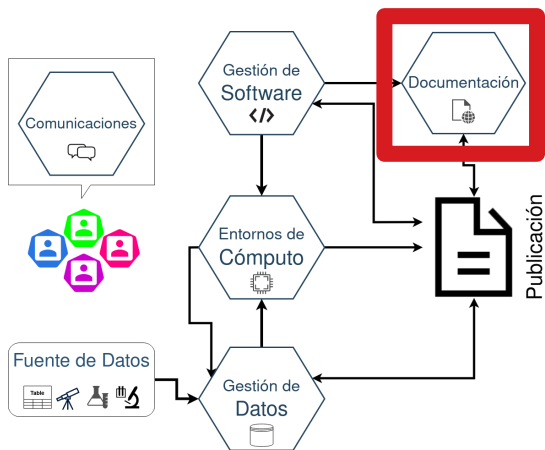 Comunicaciones
Gestión de
Software
</>
Documentación
Entornos de
Cómputo
Publicación
Fuente de Datos
Table
Gestión de
Datos